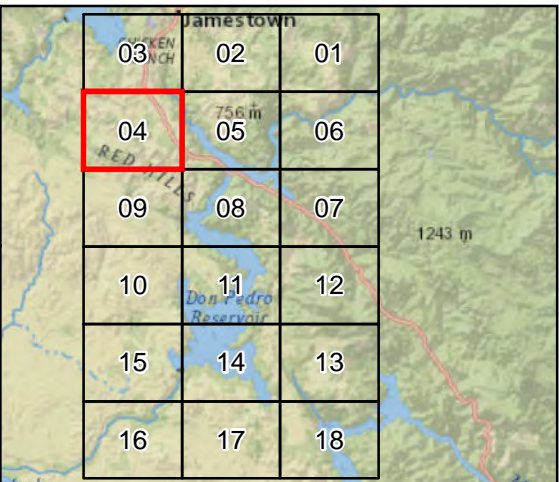 Jamestown
03 02 01
CHICKEN
RANCH
756 m
04 05 06
RED HILLS
09 08 07
1243 m
10 11 12
Don Pedro
Reservoir
15 14 13
16 17 18